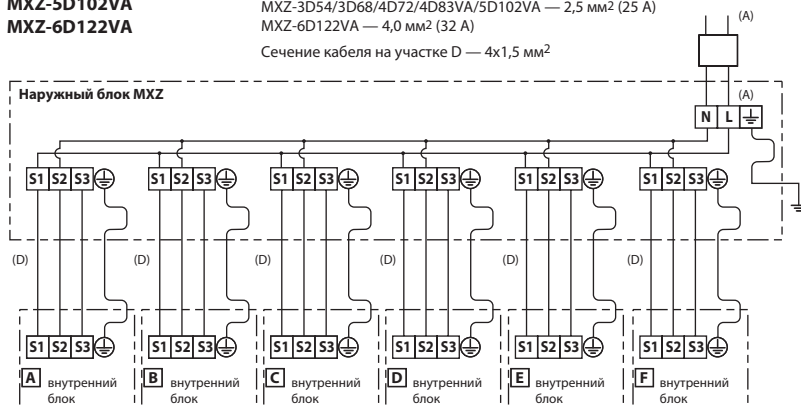 MXZ-5D102VA
MXZ-6D122VA
MXZ-3D54/3D68/4D72/4D83VA/5D102VA — 2,5 мм² (25 А)
MXZ-6D122VA — 4,0 мм² (32 А)
Сечение кабеля на участке D — 4x1,5 мм²
(A)
Наружный блок MXZ
(A)
N L
S1 S2 S3 S1 S2 S3 S1 S2 S3 S1 S2 S3 S1 S2 S3 S1 S2 S3
(D) (D) (D) (D) (D) (D)
S1 S2 S3 S1 S2 S3 S1 S2 S3 S1 S2 S3 S1 S2 S3 S1 S2 S3
A внутренний блок
B внутренний блок
C внутренний блок
D внутренний блок
E внутренний блок
F внутренний блок